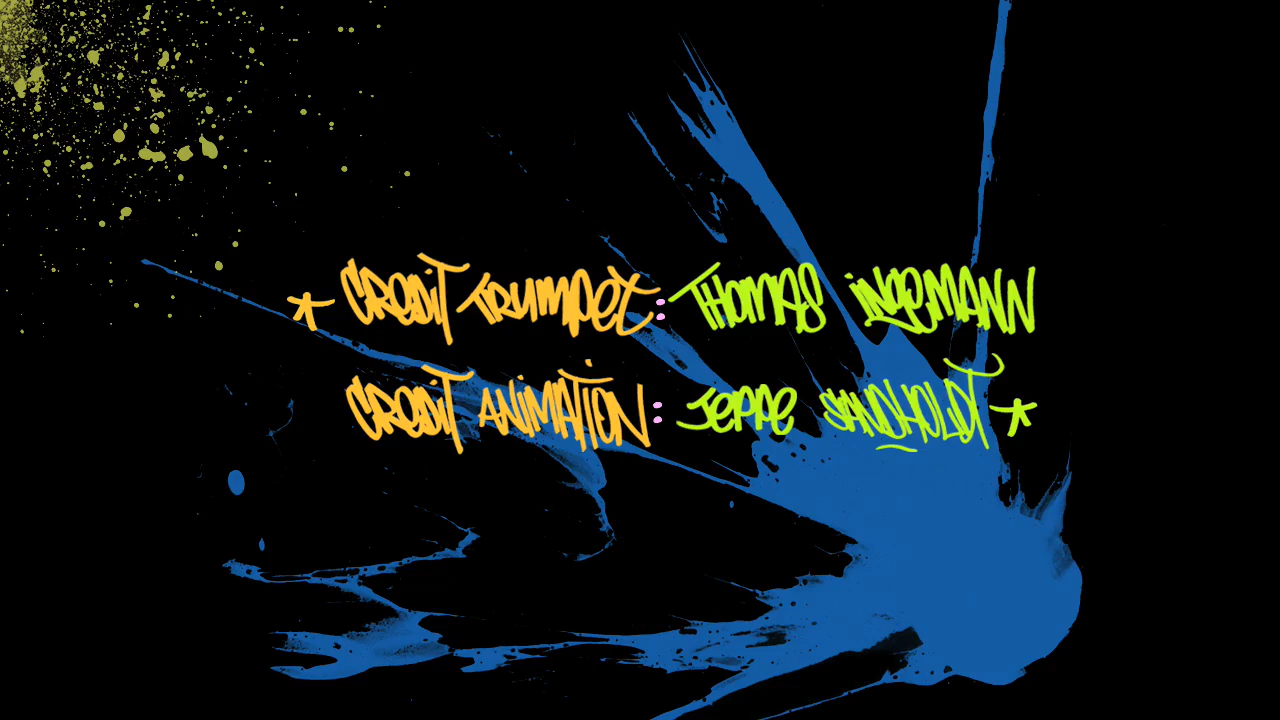 * CREDIT TRUMPET: THOMAS INGEMANN
CREDIT ANIMATION: JEPPE SANDHOLDT *